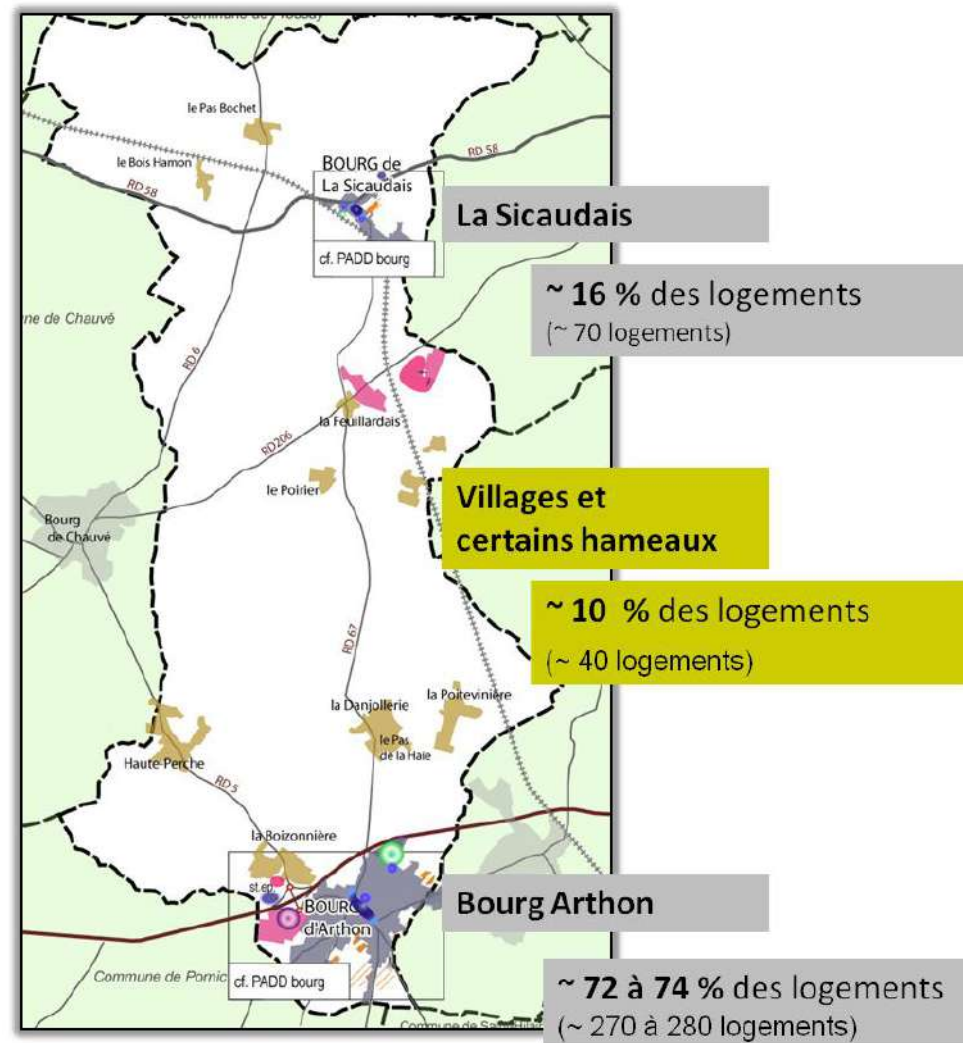 Commune de
le Pas Bochet
le Bois Hamon
RD 58
BOURG de
La Sicaudais
RD 58
cf. PADD bourg
La Sicaudais
~ 16 % des logements
(~ 70 logements)
ne de Chauvé
RD 6
la Feuillardais
RD206
le Poirier
Bourg
de Chauvé
Villages et
certains hameaux
~ 10 % des logements
(~ 40 logements)
RD 67
la Poitevinière
la Danjollerie
le Pas
de la Haie
Haute-Perche
RD 5
la Boizonnière
st.ep.
BOURG
d'Arthon
cf. PADD bourg
Commune de Pornic
Bourg Arthon
~ 72 à 74 % des logements
(~ 270 à 280 logements)
Commune de